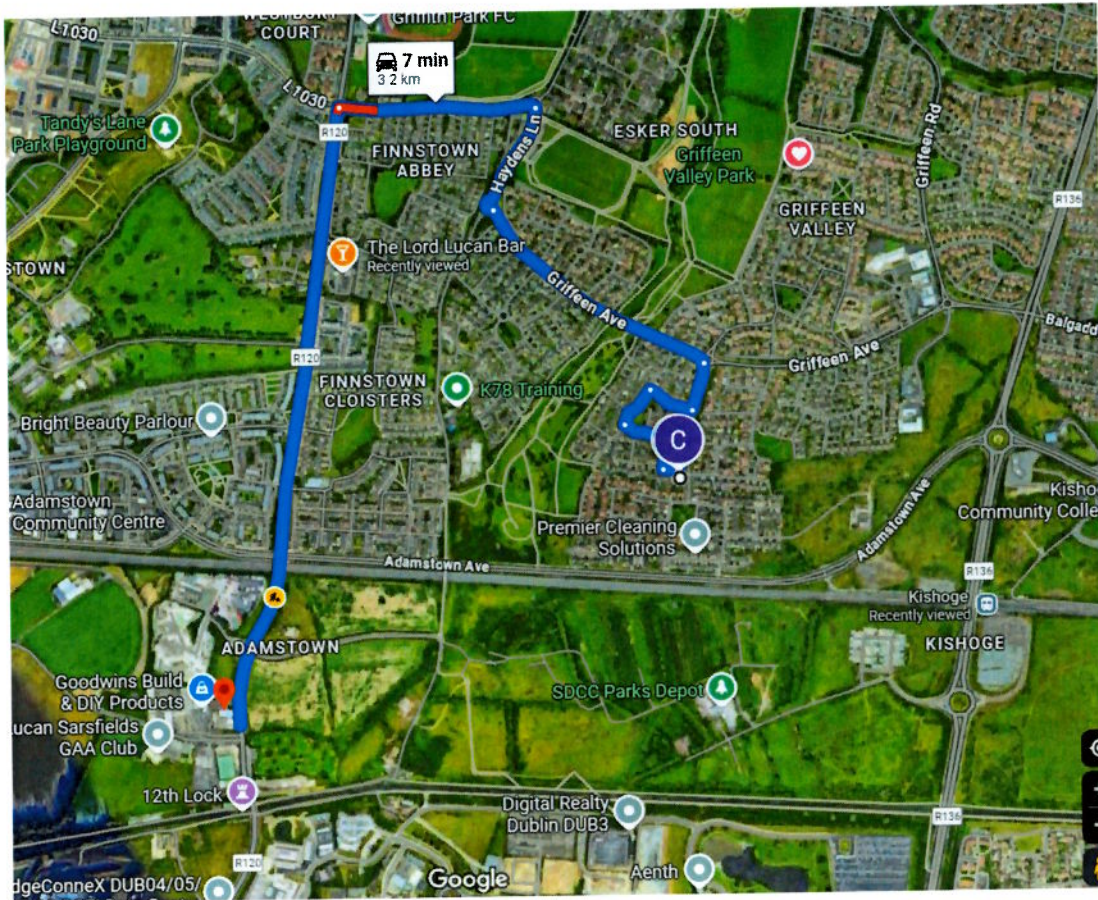 WESTBURY
COURT
Griffith Park FC
L1030
7 min
3.2 km
L1030
R120
Tandy's Lane
Park Playground
FINNSTOWN
ABBEY
Haydens Ln
ESKER SOUTH
Griffeen
Valley Park
Griffeen Rd
R136
GRIFFEEN
VALLEY
The Lord Lucan Bar
Recently viewed
STOWN
Griffeen Ave
Balgadd
R120
Griffeen Ave
FINNSTOWN
CLOISTERS
K78 Training
Bright Beauty Parlour
C
Adamstown
Community Centre
Premier Cleaning
Solutions
Adamstown Ave
Kisho
Community Colle
Adamstown Ave
R136
Kishoge
Recently viewed
KISHOGE
ADAMSTOWN
Goodwins Build
& DIY Products
SDCC Parks Depot
ucan Sarsfields
GAA Club
12th Lock
Digital Realty
Dublin DUB3
R136
R120
Google
Aenth
dgeConneX DUB04/05/